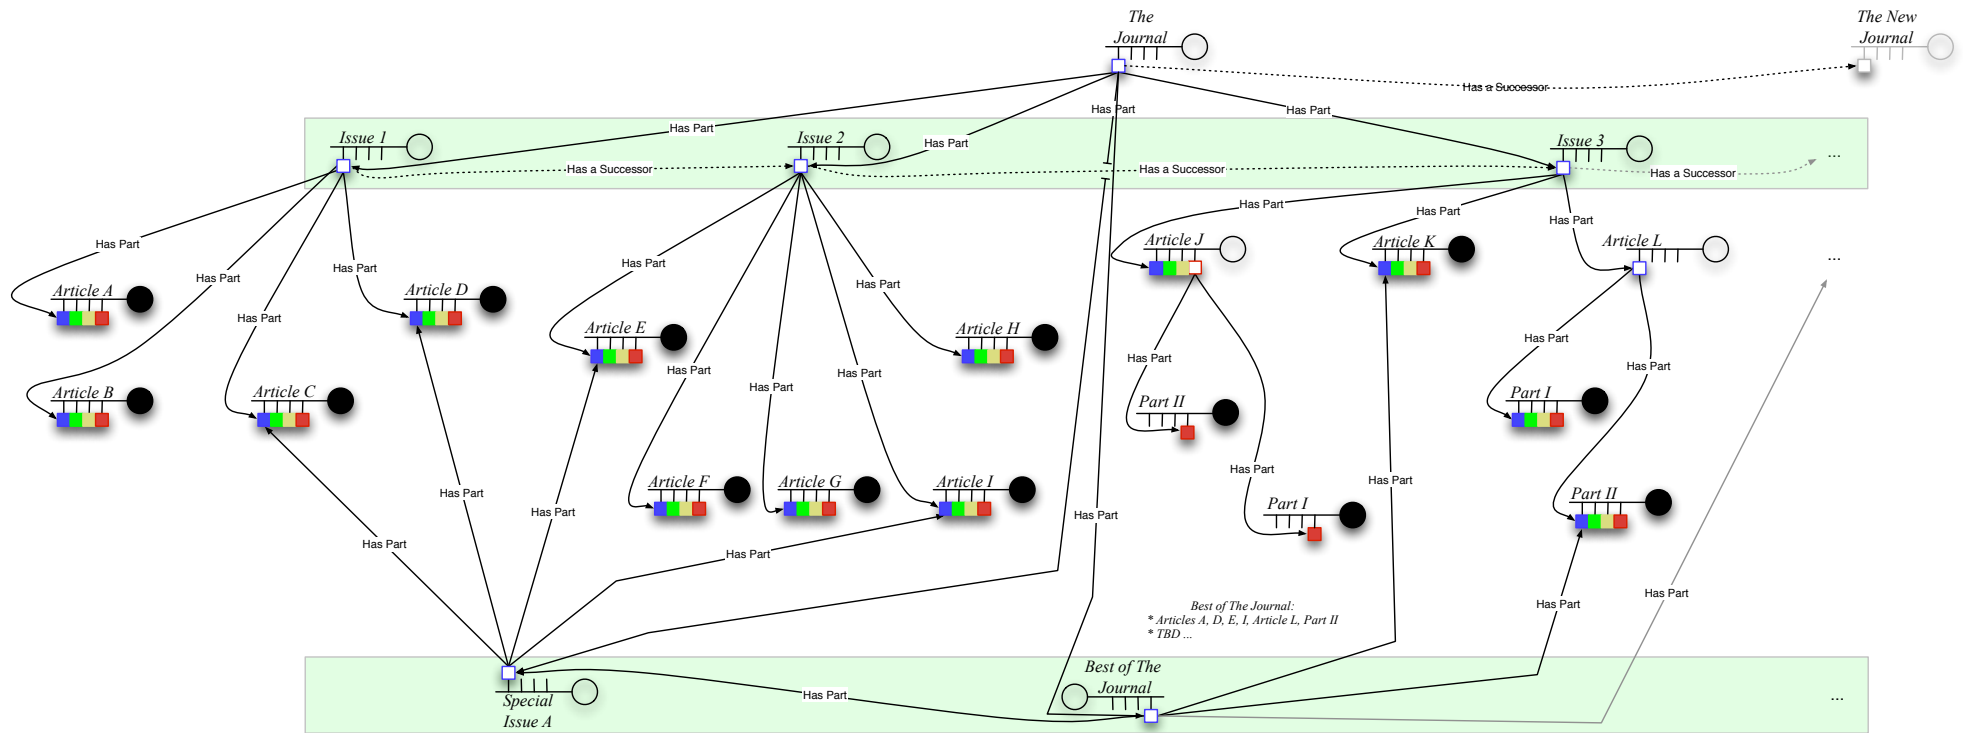 The
Journal
The New
Journal
Has a Successor
Has Part
Has Part
Has Part
Has Part
Issue 1
Issue 2
Issue 3
Has a Successor
Has a Successor
Has a Successor
...
Has Part
Has Part
Has Part
Has Part
Has Part
Article J
Article K
Article L
...
Has Part
Has Part
Has Part
Has Part
Article A
Article D
Has Part
Article E
Article H
Has Part
Has Part
Has Part
Has Part
Has Part
Has Part
Has Part
Article B
Article C
Part II
Part I
Has Part
Has Part
Has Part
Has Part
Article F
Article G
Article I
Part I
Part II
Has Part
Has Part
Has Part
Has Part
Has Part
Has Part
Best of The Journal:
* Articles A, D, E, I, Article L, Part II
* TBD ...
Best of The
Journal
Has Part
Special
Issue A
...